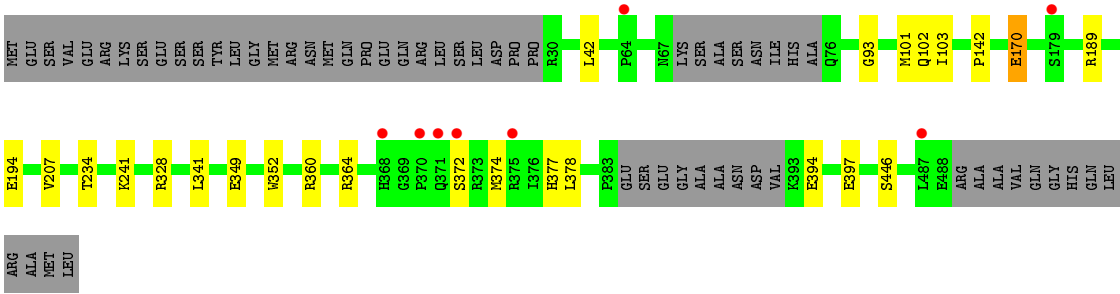 MET GLU SER VAL GLU ARG LYS SER GLU SER SER TYR LEU GLY MET ARG ASN MET GLN PRO GLU GLN ARG LEU SER LEU ASP PRO PRO R30 L42 P64 N67 LYS SER ALA SER ASN ILE HIS ALA Q76 G93 M101 Q102 I103 P142 E170 S179 R189
E194 V207 T234 K241 R328 L341 E349 W352 R360 R364 H368 G369 P370 Q371 S372 R373 M374 R375 I376 H377 L378 P383 GLU SER GLU GLY ALA ALA ASN ASP VAL K393 E394 E397 S446 L487 E488 ARG ALA ALA VAL GLN GLY HIS GLN LEU
ARG ALA MET LEU